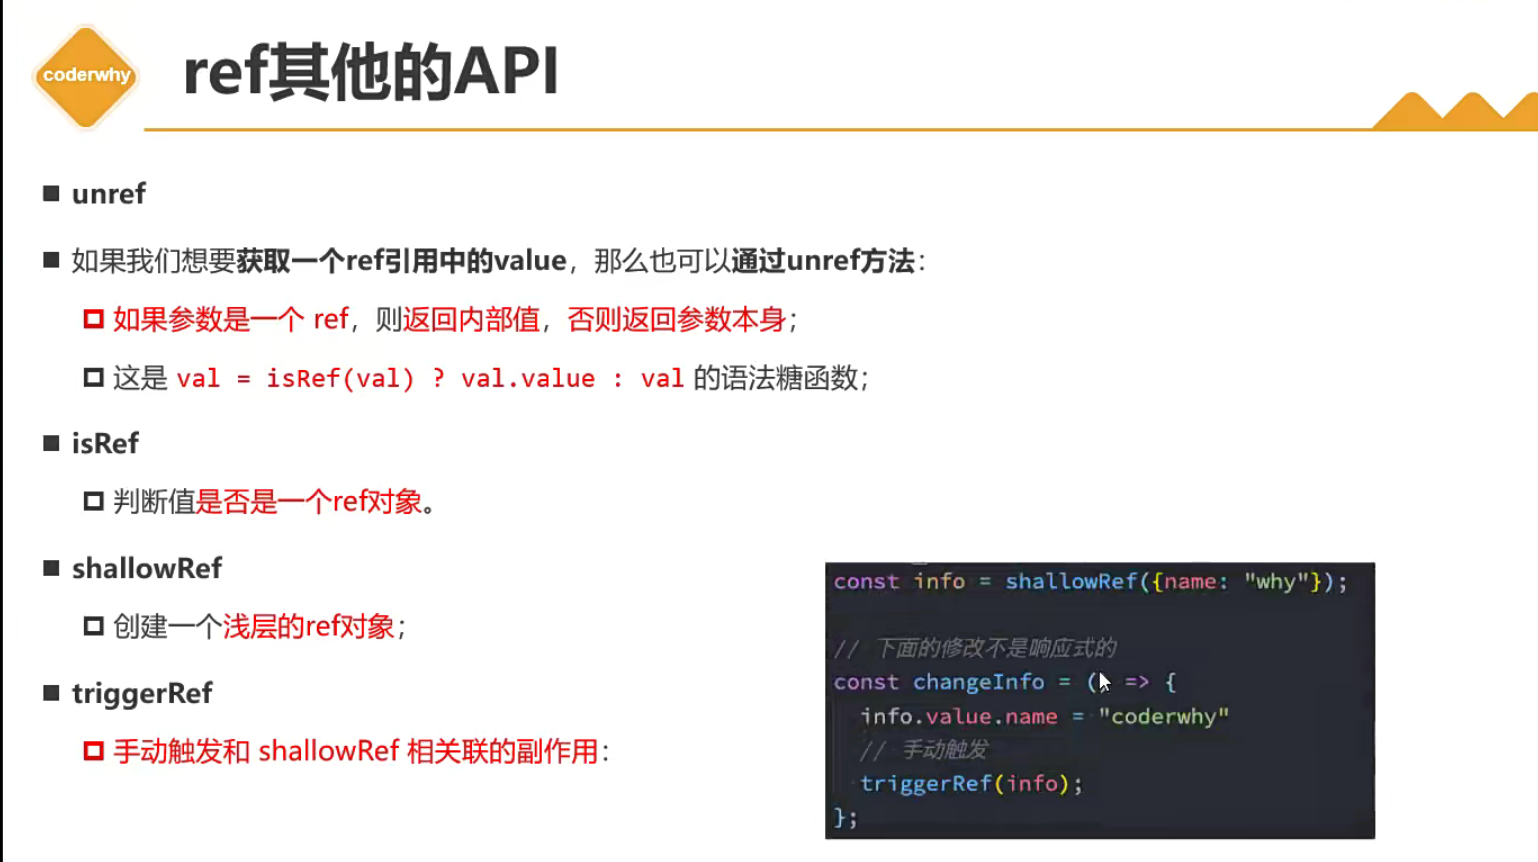 coderwhy
ref其他的API
unref
如果我们想要获取一个ref引用中的value，那么也可以通过unref方法：
如果参数是一个 ref，则返回内部值，否则返回参数本身；
这是 val = isRef(val) ? val.value : val 的语法糖函数；
isRef
判断值是否是一个ref对象。
shallowRef
创建一个浅层的ref对象；
triggerRef
手动触发和 shallowRef 相关联的副作用：
const info = shallowRef({name: "why"});
// 下面的修改不是响应式的
const changeInfo = () => {
info.value.name = "coderwhy"
// 手动触发
triggerRef(info);
};